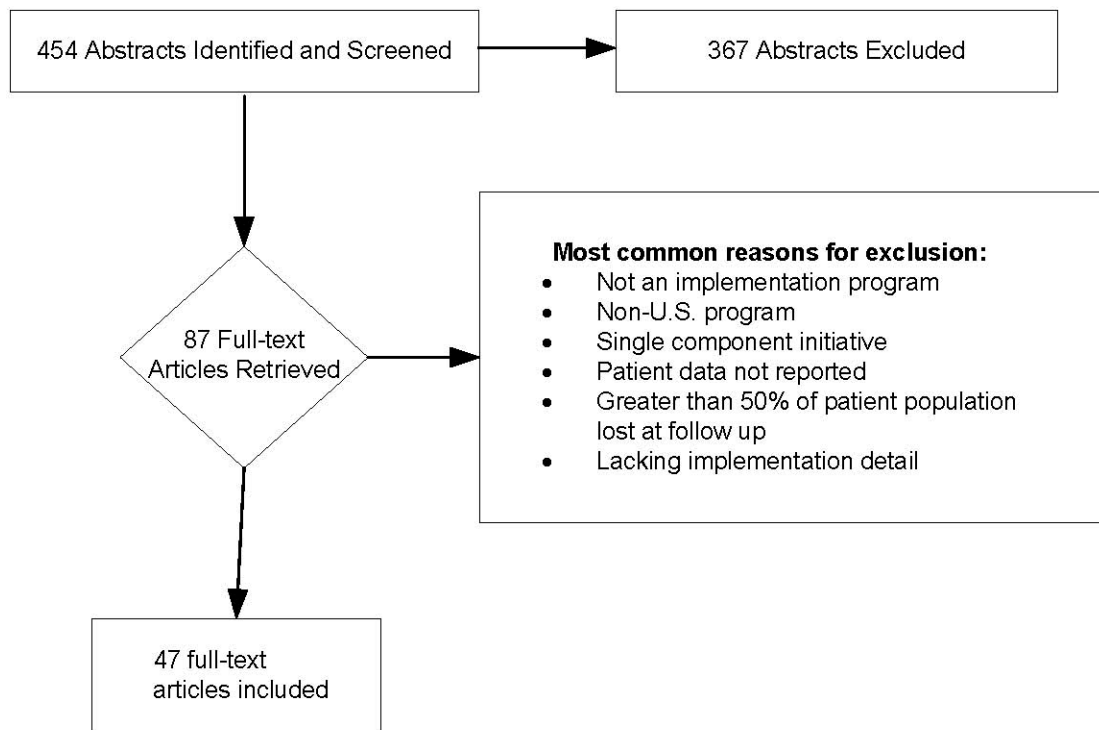 454 Abstracts Identified and Screened
367 Abstracts Excluded
87 Full-text
Articles Retrieved
Most common reasons for exclusion:
• Not an implementation program
• Non-U.S. program
• Single component initiative
• Patient data not reported
• Greater than 50% of patient population
lost at follow up
• Lacking implementation detail
47 full-text
articles included